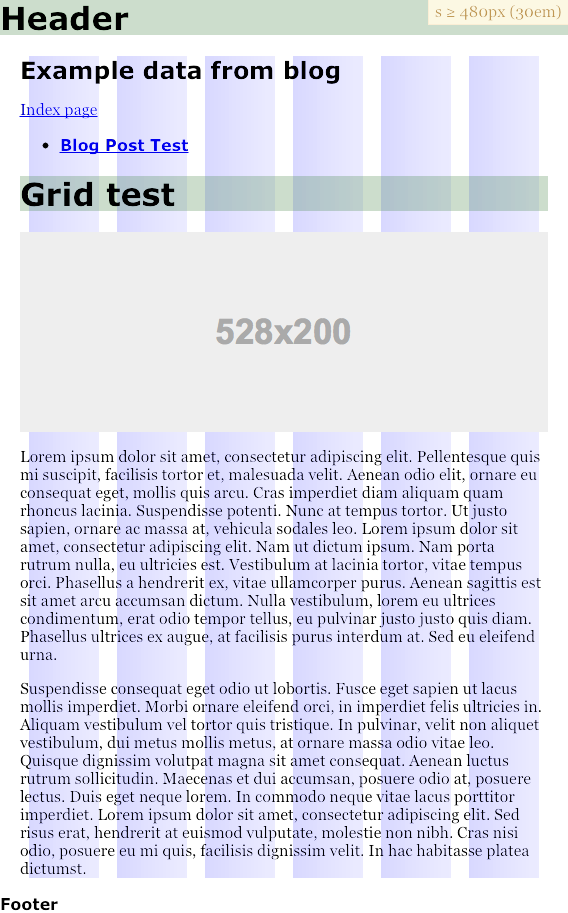 Header
s ≥ 480px (30em)
Example data from blog
Index page
Blog Post Test
Grid test
528x200
Lorem ipsum dolor sit amet, consectetur adipiscing elit. Pellentesque quis
mi suscipit, facilisis tortor et, malesuada velit. Aenean odio elit, ornare eu
consequat eget, mollis quis arcu. Cras imperdiet diam aliquam quam
rhoncus lacinia. Suspendisse potenti. Nunc at tempus tortor. Ut justo
sapien, ornare ac massa at, vehicula sodales leo. Lorem ipsum dolor sit
amet, consectetur adipiscing elit. Nam ut dictum ipsum. Nam porta
rutrum nulla, eu ultricies est. Vestibulum at lacinia tortor, vitae tempus
orci. Phasellus a hendrerit ex, vitae ullamcorper purus. Aenean sagittis est
sit amet arcu accumsan dictum. Nulla vestibulum, lorem eu ultrices
condimentum, erat odio tempor tellus, eu pulvinar justo justo quis diam.
Phasellus ultrices ex augue, at facilisis purus interdum at. Sed eu eleifend
urna.
Suspendisse consequat eget odio ut lobortis. Fusce eget sapien ut lacus
mollis imperdiet. Morbi ornare eleifend orci, in imperdiet felis ultricies in.
Aliquam vestibulum vel tortor quis tristique. In pulvinar, velit non aliquet
vestibulum, dui metus mollis metus, at ornare massa odio vitae leo.
Quisque dignissim volutpat magna sit amet consequat. Aenean luctus
rutrum sollicitudin. Maecenas et dui accumsan, posuere odio at, posuere
lectus. Duis eget neque lorem. In commodo neque vitae lacus porttitor
imperdiet. Lorem ipsum dolor sit amet, consectetur adipiscing elit. Sed
risus erat, hendrerit at euismod vulputate, molestie non nibh. Cras nisi
odio, posuere eu mi quis, facilisis dignissim velit. In hac habitasse platea
dictumst.
Footer